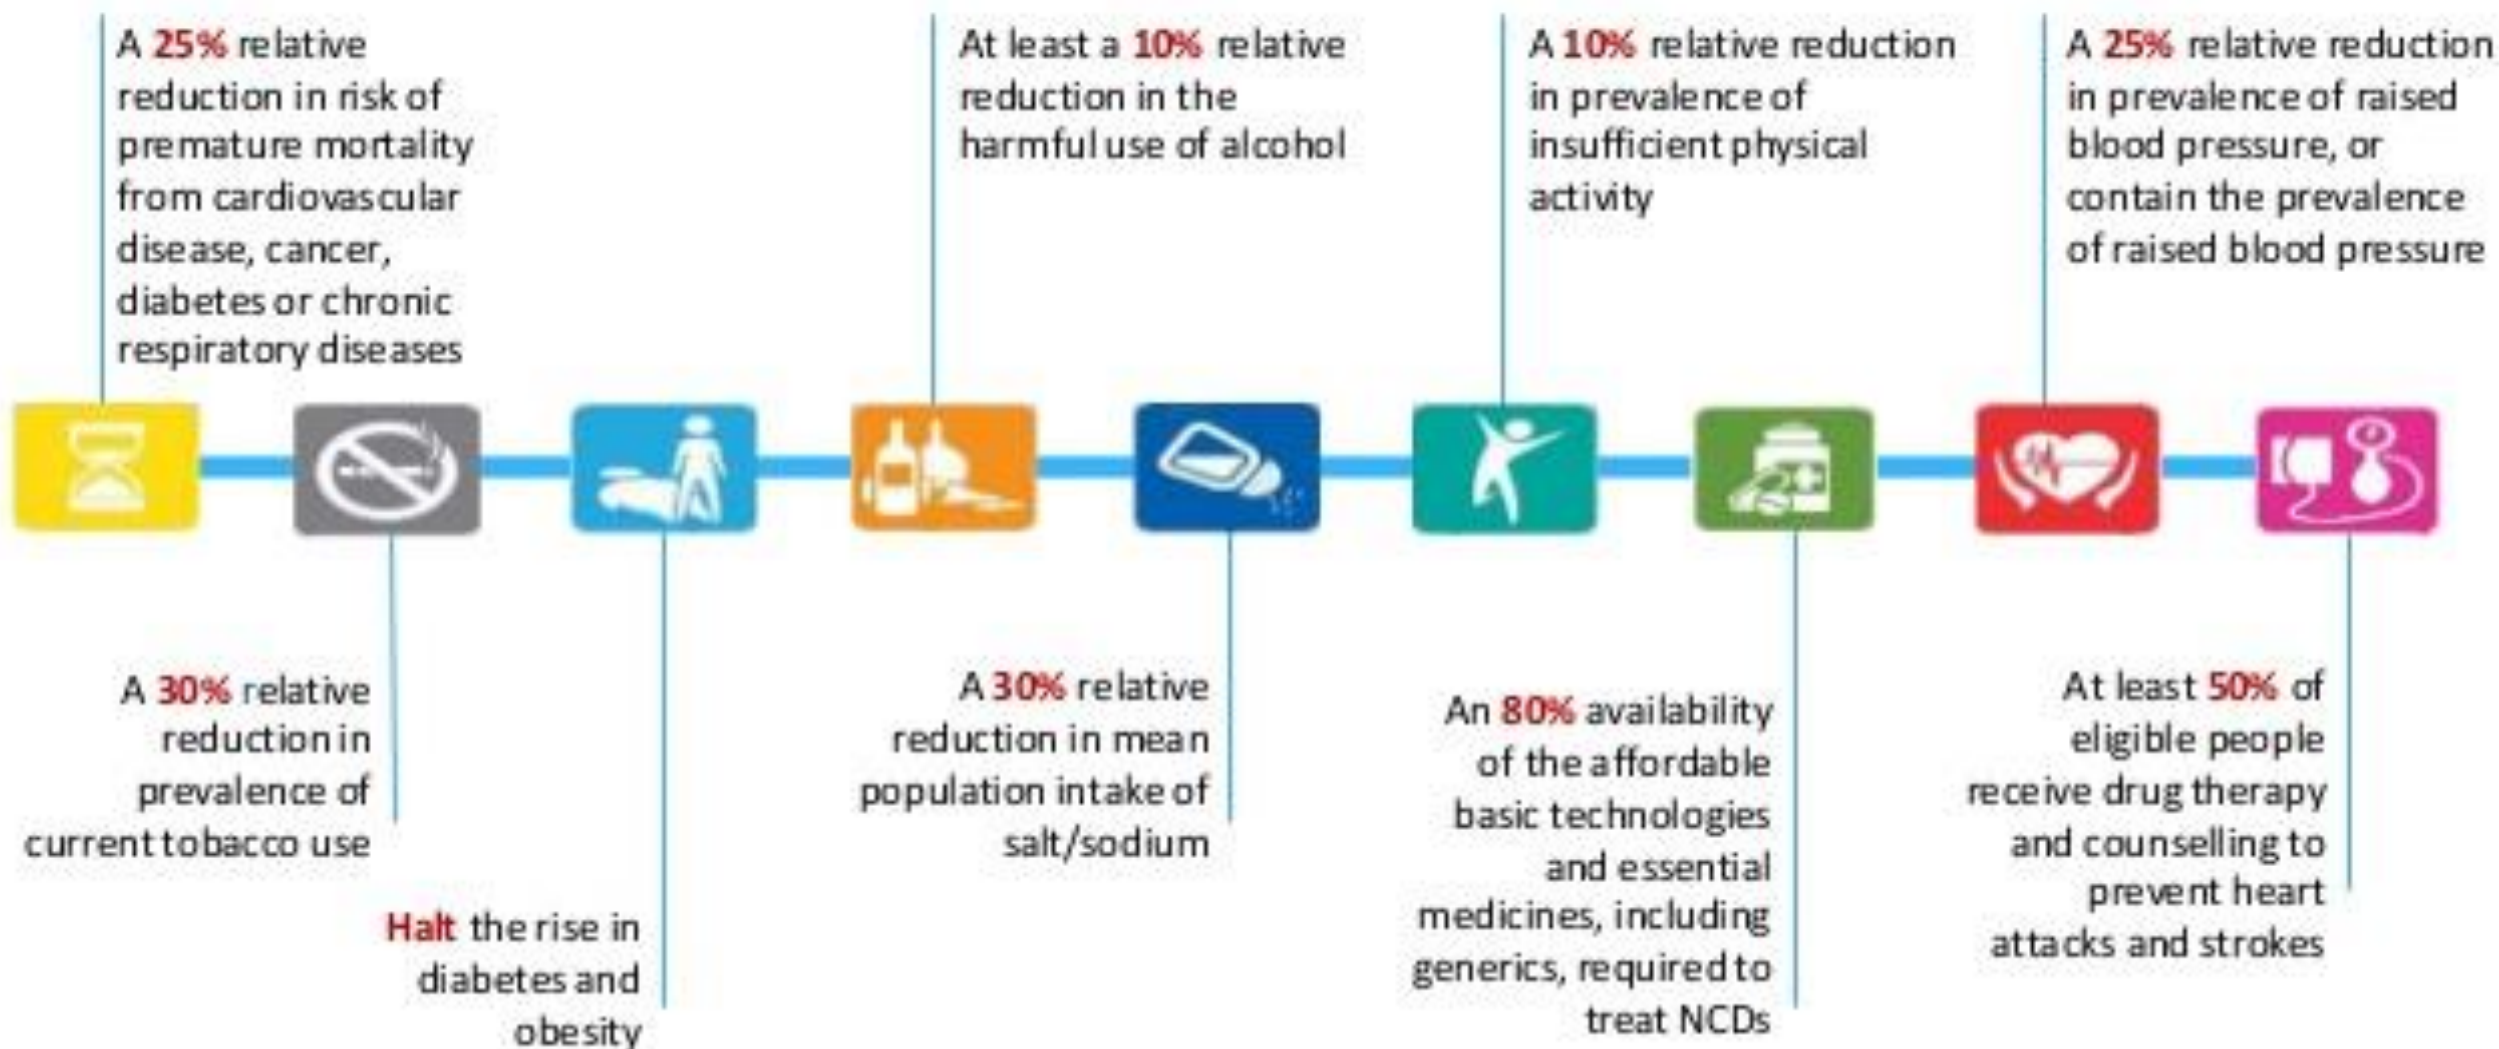 A 25% relative
reduction in risk of
premature mortality
from cardiovascular
disease, cancer,
diabetes or chronic
respiratory diseases
At least a 10% relative
reduction in the
harmful use of alcohol
A 10% relative reduction
in prevalence of
insufficient physical
activity
A 25% relative reduction
in prevalence of raised
blood pressure, or
contain the prevalence
of raised blood pressure
A 30% relative
reduction in
prevalence of
current tobacco use
Halt the rise in
diabetes and
obesity
A 30% relative
reduction in mean
population intake of
salt/sodium
An 80% availability
of the affordable
basic technologies
and essential
medicines, including
generics, required to
treat NCDs
At least 50% of
eligible people
receive drug therapy
and counselling to
prevent heart
attacks and strokes